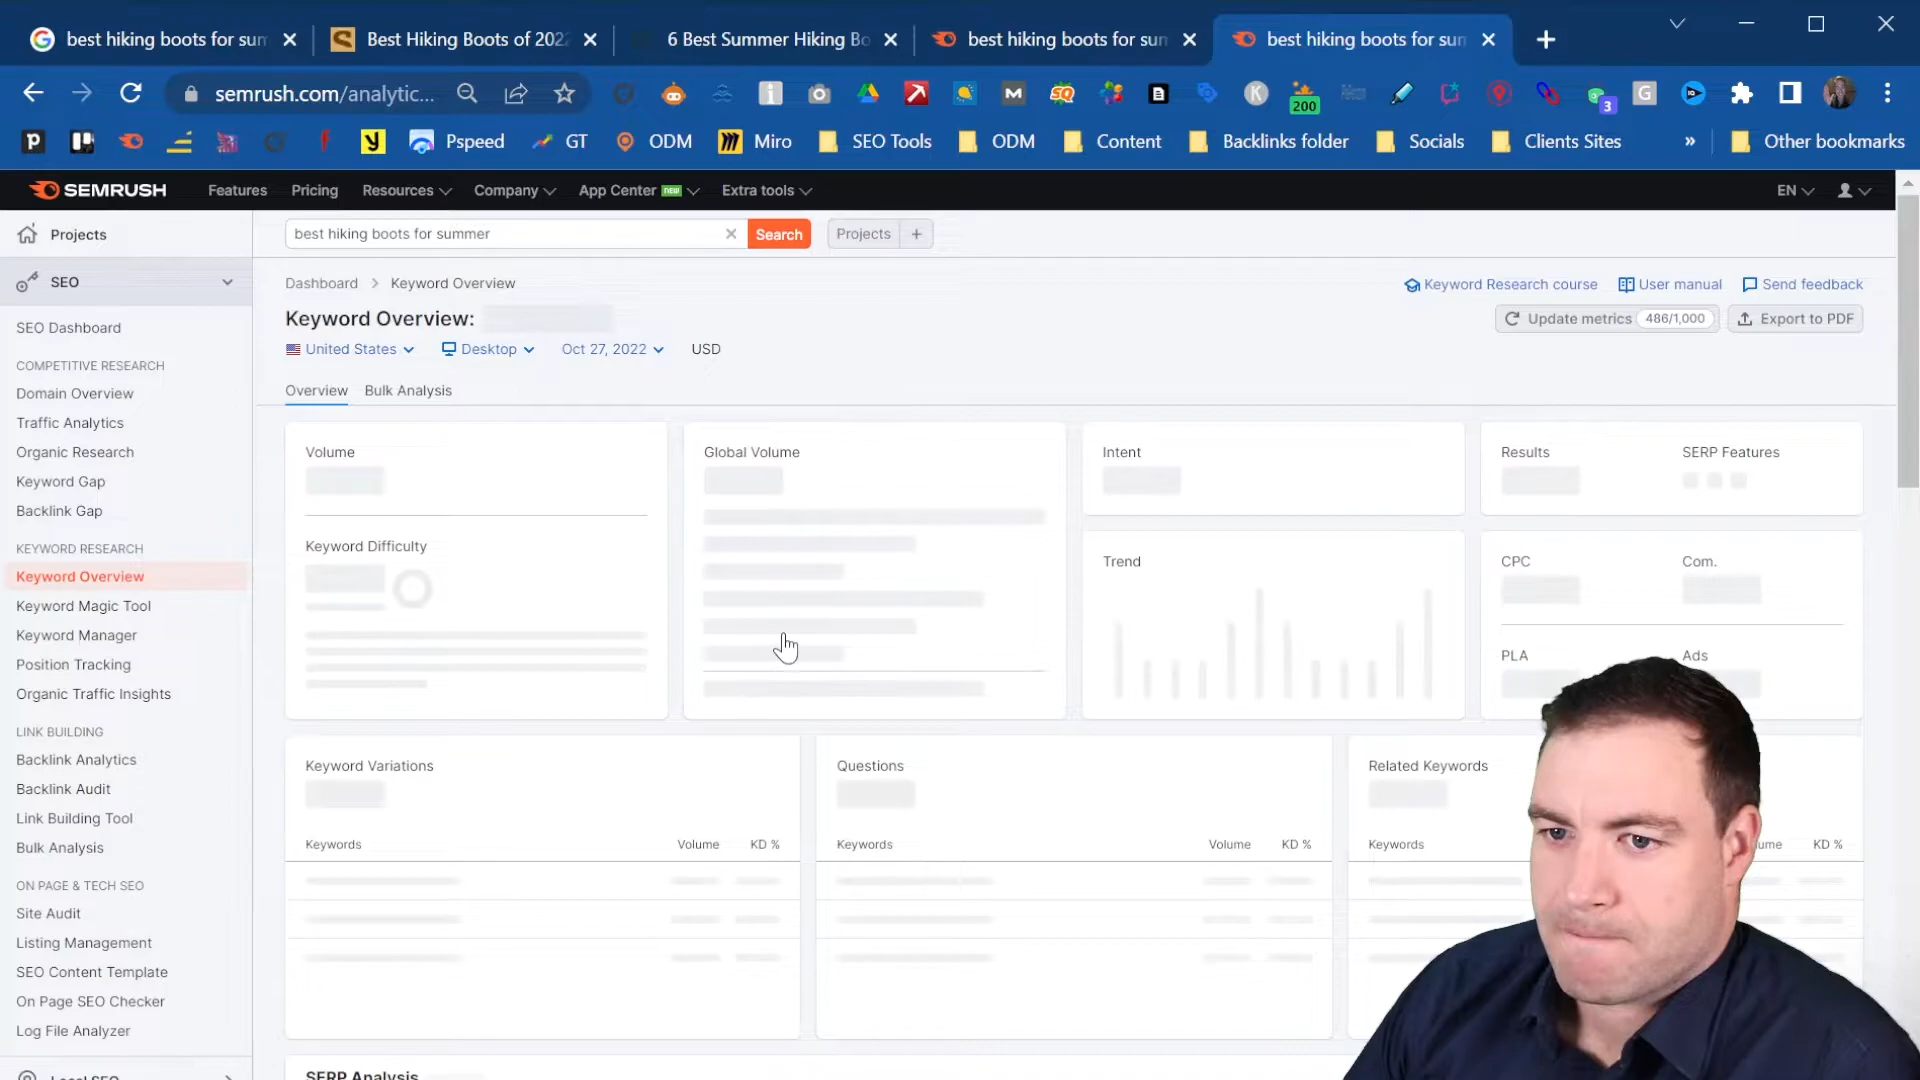 best hiking boots for sum
Best Hiking Boots of 2022
6 Best Summer Hiking Bo
best hiking boots for sum
best hiking boots for sum
semrush.com/analytic...
200
3
Pspeed
GT
ODM
Miro
SEO Tools
ODM
Content
Backlinks folder
Socials
Clients Sites
»
Other bookmarks
SEMRUSH
Features
Pricing
Resources
Company
App Center NEW
Extra tools
EN
Projects
best hiking boots for summer
Search
Projects +
SEO
Dashboard > Keyword Overview
Keyword Research course
User manual
Send feedback
Keyword Overview:
Update metrics 486/1,000
Export to PDF
United States
Desktop
Oct 27, 2022
USD
Overview
Bulk Analysis
SEO Dashboard
COMPETITIVE RESEARCH
Domain Overview
Traffic Analytics
Organic Research
Keyword Gap
Backlink Gap
KEYWORD RESEARCH
Keyword Overview
Keyword Magic Tool
Keyword Manager
Position Tracking
Organic Traffic Insights
LINK BUILDING
Backlink Analytics
Backlink Audit
Link Building Tool
Bulk Analysis
ON PAGE & TECH SEO
Site Audit
Listing Management
SEO Content Template
On Page SEO Checker
Log File Analyzer
Local SEO
Volume
Keyword Difficulty
Global Volume
Intent
Trend
Results
SERP Features
CPC
Com.
PLA
Ads
Keyword Variations
Keywords
Volume
KD %
Questions
Keywords
Volume
KD %
Related Keywords
Keywords
ume
KD %
SERP Analysis